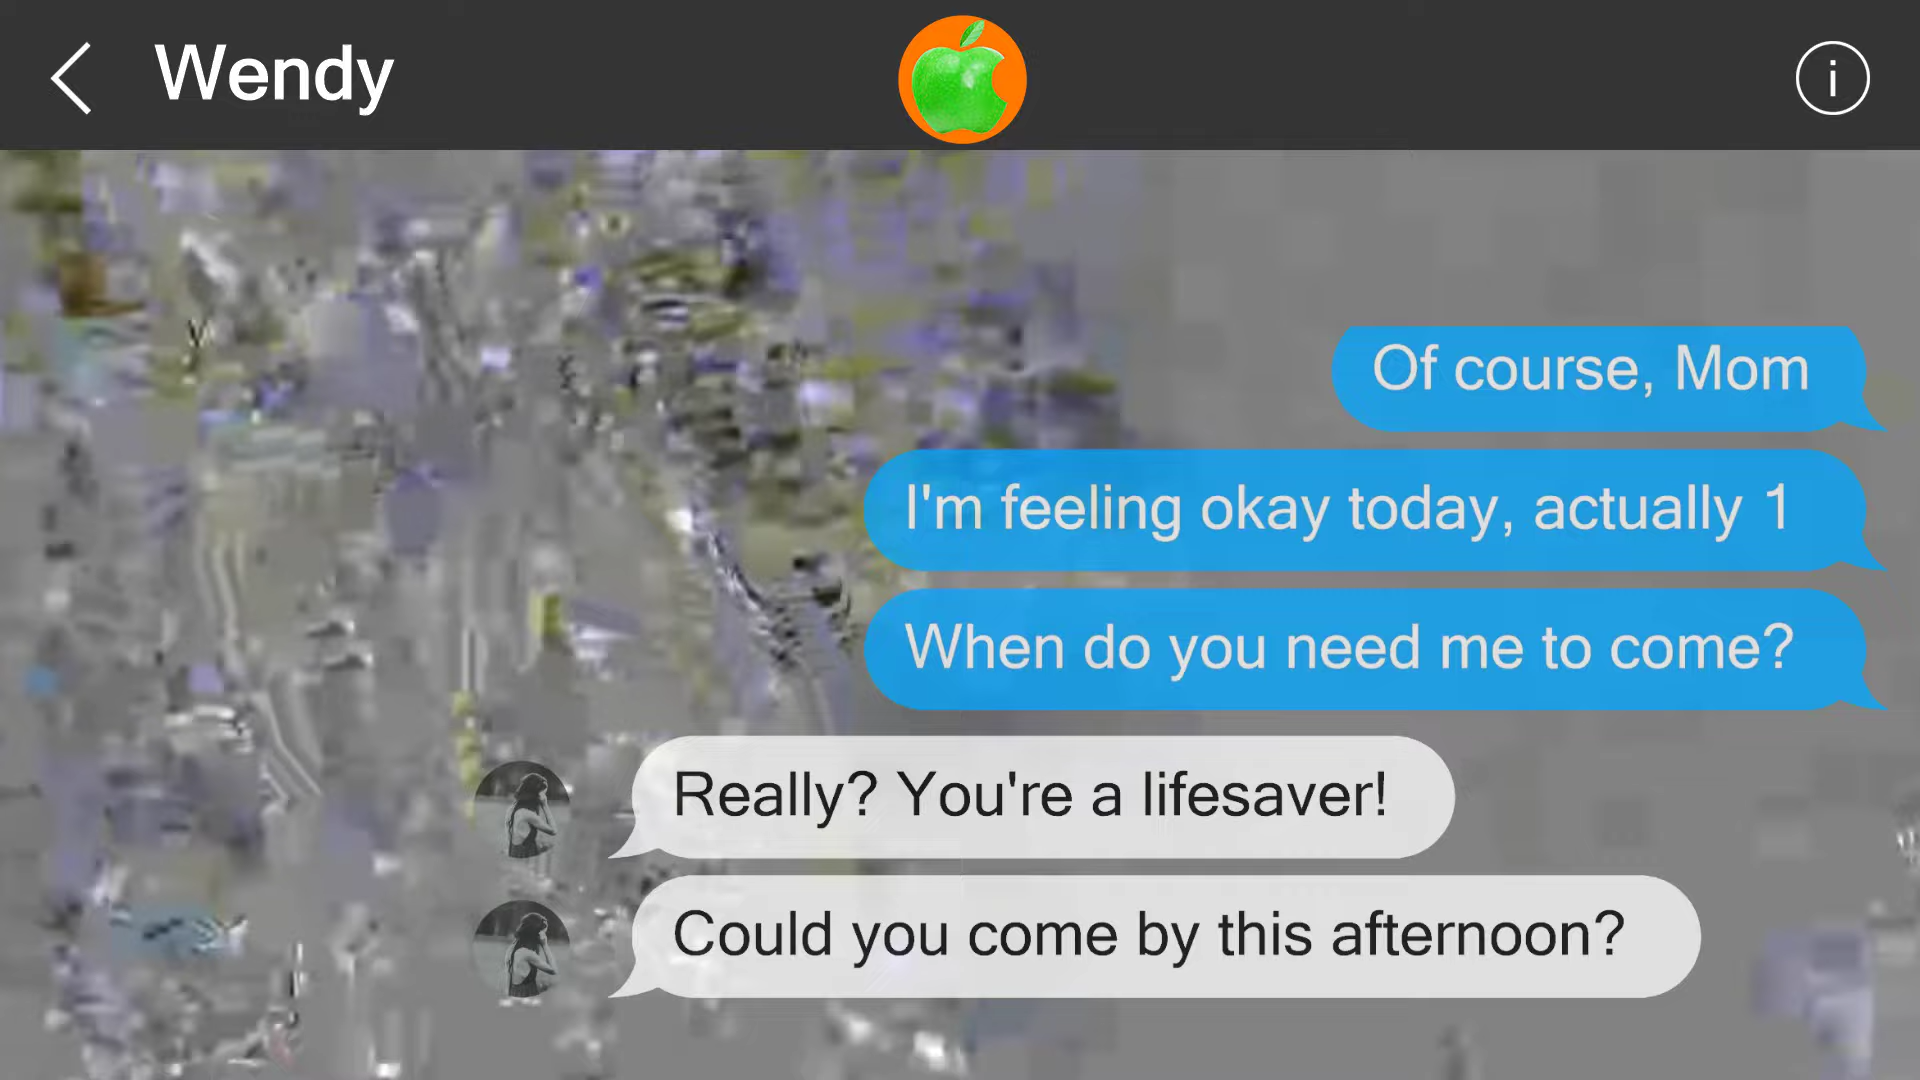 Wendy
Of course, Mom
I'm feeling okay today, actually 1
When do you need me to come?
Really? You're a lifesaver!
Could you come by this afternoon?